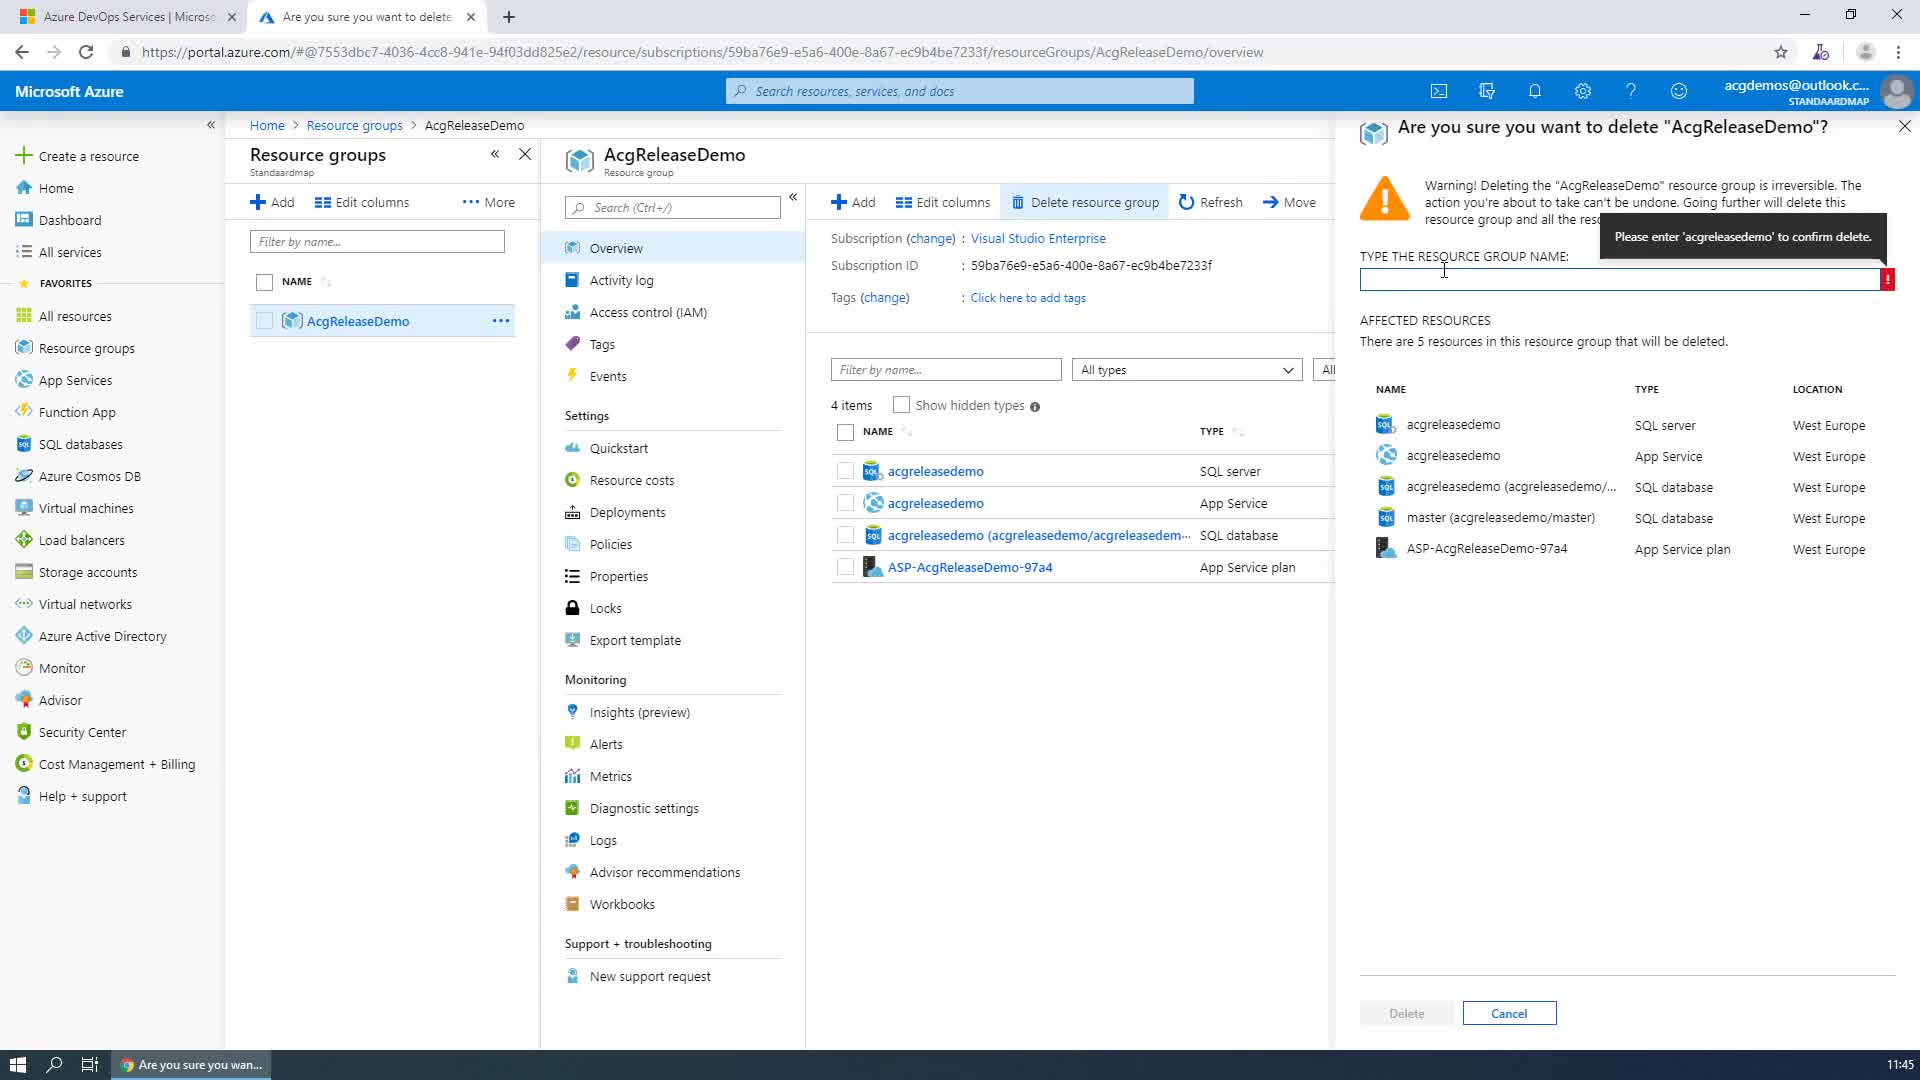 Azure DevOps Services | Microso
Are you sure you want to delete
https://portal.azure.com/#@7553dbc7-4036-4cc8-941e-94f03dd825e2/resource/subscriptions/59ba76e9-e5a6-400e-8a67-ec9b4be7233f/resourceGroups/AcgReleaseDemo/overview
Microsoft Azure
Search resources, services, and docs
acgdemos@outlook.c...
STANDAARDMAP
Create a resource
Home
Dashboard
All services
FAVORITES
All resources
Resource groups
App Services
Function App
SQL databases
Azure Cosmos DB
Virtual machines
Load balancers
Storage accounts
Virtual networks
Azure Active Directory
Monitor
Advisor
Security Center
Cost Management + Billing
Help + support
Home > Resource groups > AcgReleaseDemo
Resource groups
Standaardmap
Add Edit columns ··· More
Filter by name...
NAME
AcgReleaseDemo
AcgReleaseDemo
Resource group
Search (Ctrl+/)
Overview
Activity log
Access control (IAM)
Tags
Events
Settings
Quickstart
Resource costs
Deployments
Policies
Properties
Locks
Export template
Monitoring
Insights (preview)
Alerts
Metrics
Diagnostic settings
Logs
Advisor recommendations
Workbooks
Support + troubleshooting
New support request
Add Edit columns Delete resource group Refresh Move
Subscription (change) : Visual Studio Enterprise
Subscription ID : 59ba76e9-e5a6-400e-8a67-ec9b4be7233f
Tags (change) : Click here to add tags
Filter by name... All types All
4 items Show hidden types
NAME TYPE
acgreleasedemo SQL server
acgreleasedemo App Service
acgreleasedemo (acgreleasedemo/acgreleasedem... SQL database
ASP-AcgReleaseDemo-97a4 App Service plan
Are you sure you want to delete "AcgReleaseDemo"?
Warning! Deleting the "AcgReleaseDemo" resource group is irreversible. The
action you're about to take can't be undone. Going further will delete this
resource group and all the res
Please enter 'acgreleasedemo' to confirm delete.
TYPE THE RESOURCE GROUP NAME:
AFFECTED RESOURCES
There are 5 resources in this resource group that will be deleted.
NAME TYPE LOCATION
acgreleasedemo SQL server West Europe
acgreleasedemo App Service West Europe
acgreleasedemo (acgreleasedemo/... SQL database West Europe
master (acgreleasedemo/master) SQL database West Europe
ASP-AcgReleaseDemo-97a4 App Service plan West Europe
Delete Cancel
Are you sure you wan...
11:45